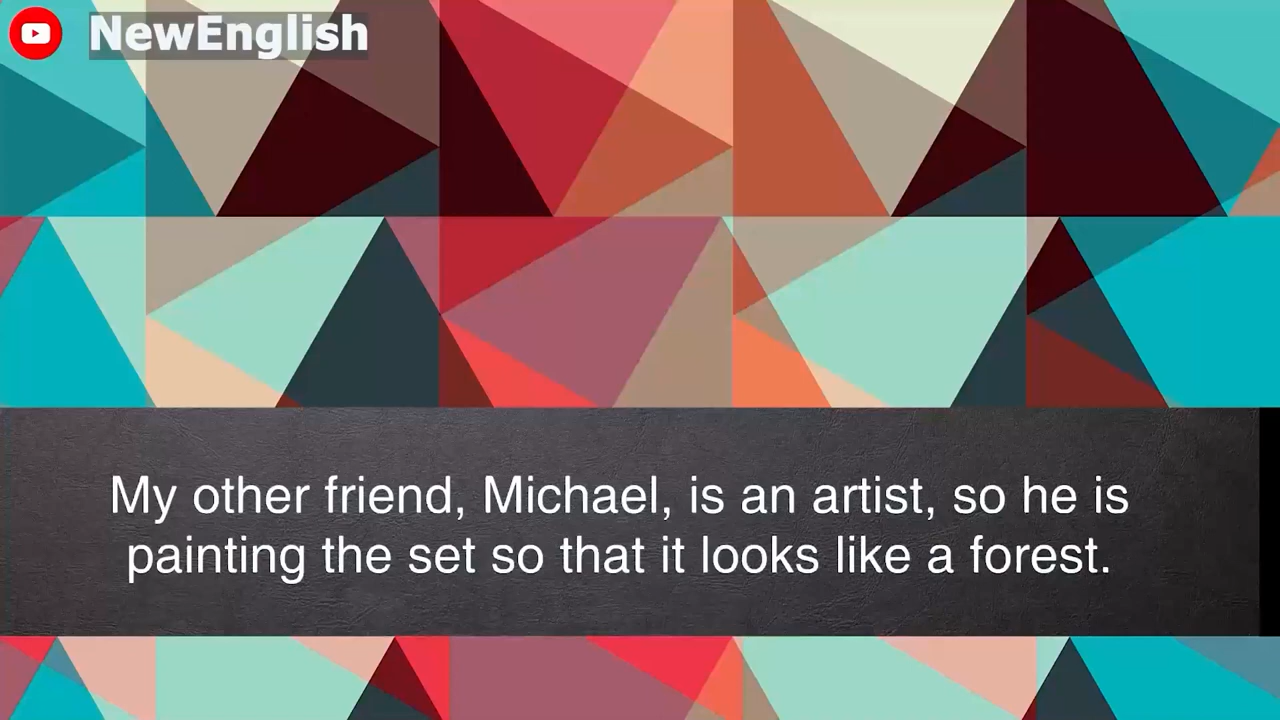 NewEnglish
My other friend, Michael, is an artist, so he is
painting the set so that it looks like a forest.